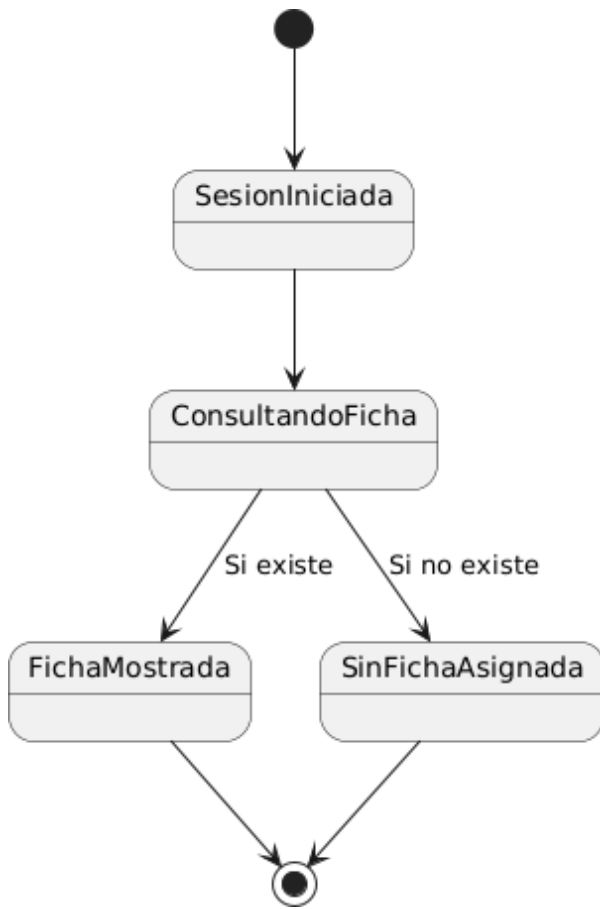 SesionIniciada
ConsultandoFicha
Si existe
Si no existe
FichaMostrada
SinFichaAsignada